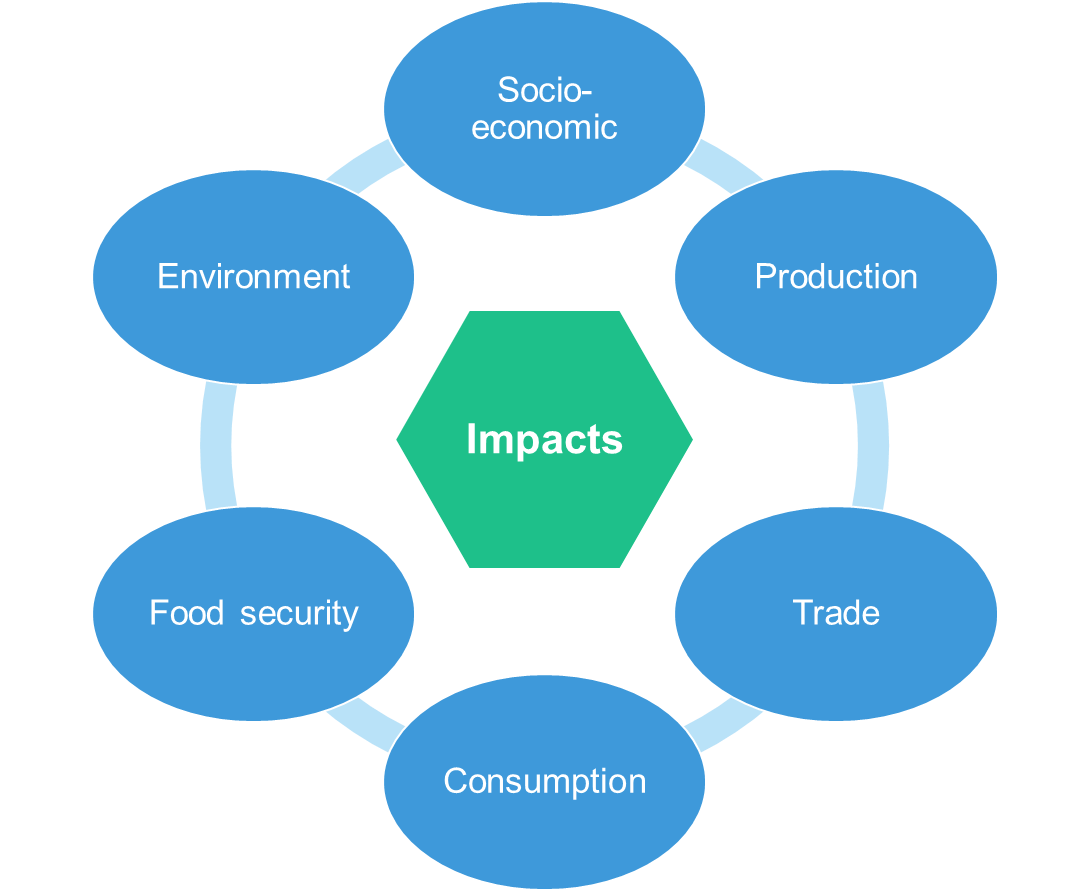 Socio-
economic
Environment
Production
Impacts
Food security
Trade
Consumption